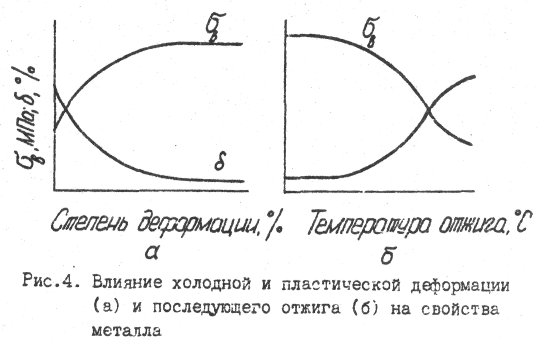 σв, МПа; δ, %
σв
δ
Степень деформации, %
а
σв
Температура отжига, °С
б
Рис.4. Влияние холодной и пластической деформации
(а) и последующего отжига (б) на свойства
металла